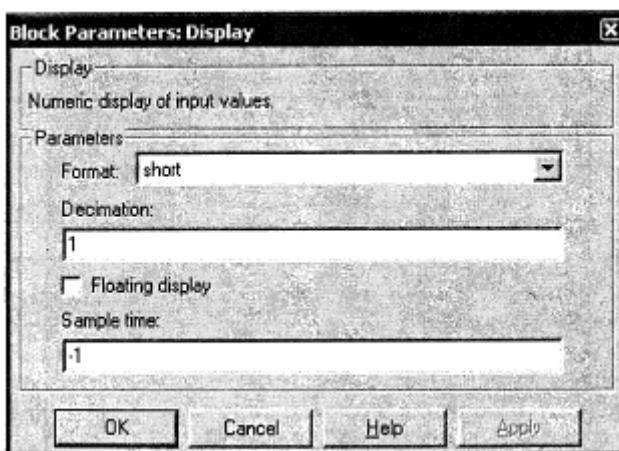 Block Parameters: Display
Display
Numeric display of input values.
Parameters
Format: short
Decimation:
1
Floating display
Sample time:
-1
OK Cancel Help Apply